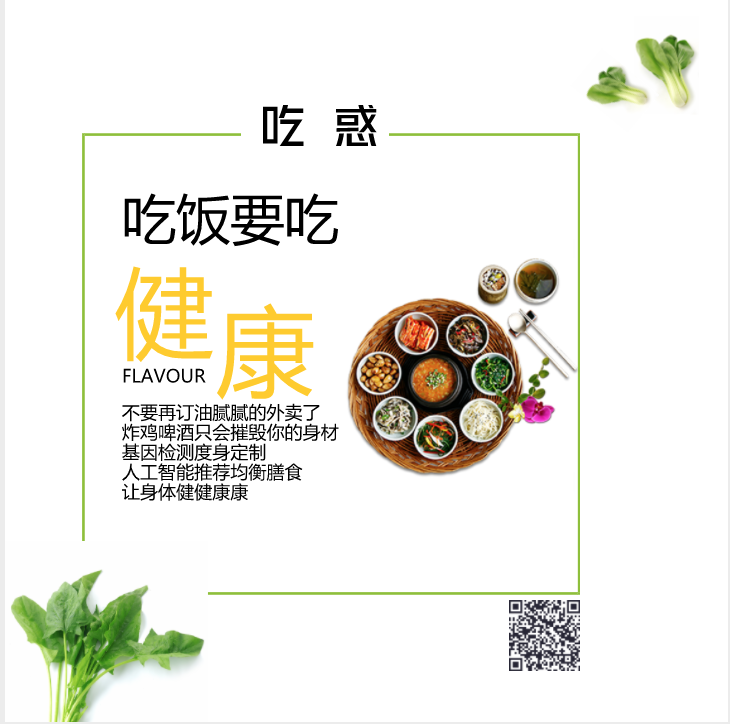 吃 惑
吃饭要吃
健康
FLAVOUR
不要再订油腻腻的外卖了
炸鸡啤酒只会摧毁你的身材
基因检测度身定制
人工智能推荐均衡膳食
让身体健健康康